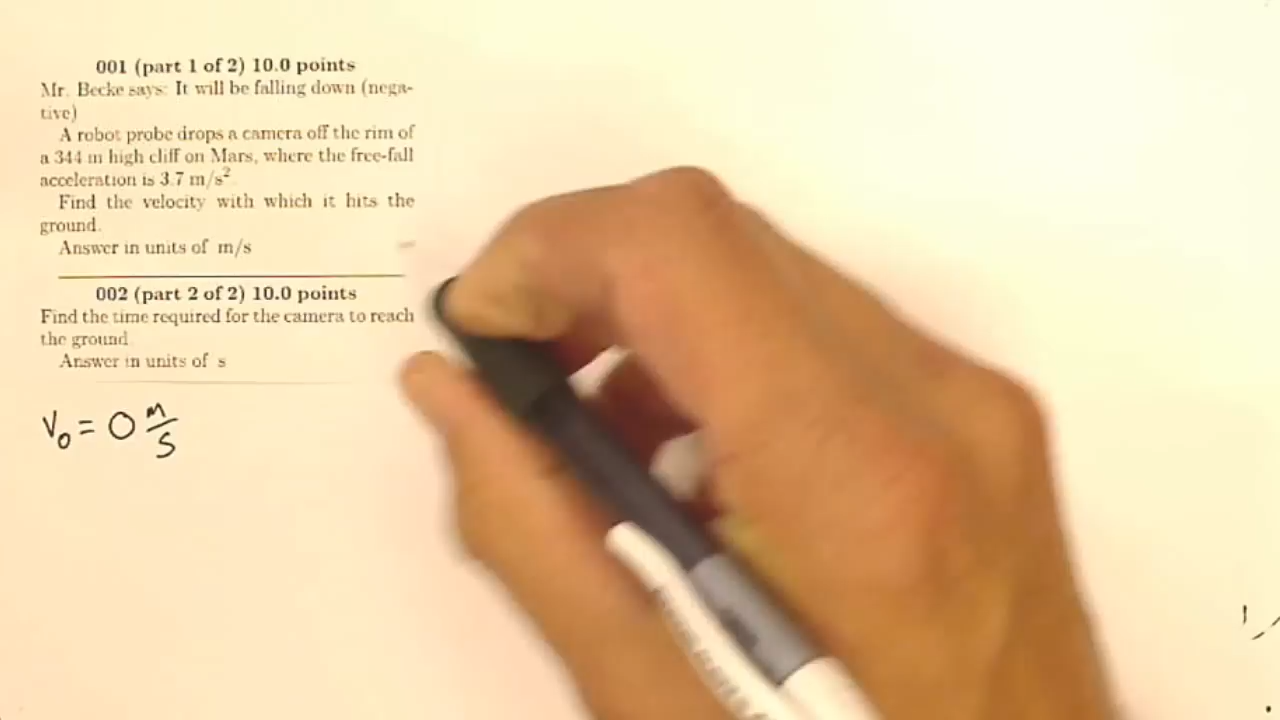 001 (part 1 of 2) 10.0 points
Mr. Becke says: It will be falling down (nega-
tive)
A robot probe drops a camera off the rim of
a 344 m high cliff on Mars, where the free-fall
acceleration is 3.7 m/s².
Find the velocity with which it hits the
ground.
Answer in units of m/s
002 (part 2 of 2) 10.0 points
Find the time required for the camera to reach
the ground.
Answer in units of s
V₀ = 0 m/s